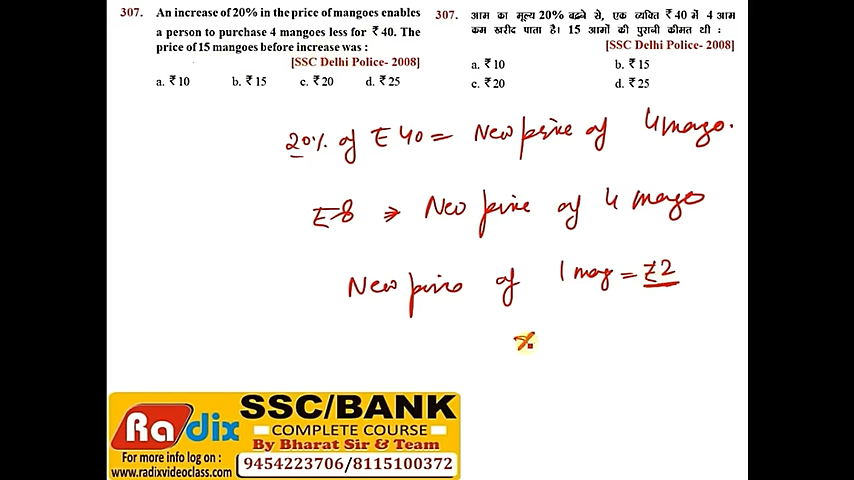 307. An increase of 20% in the price of mangoes enables
a person to purchase 4 mangoes less for ₹ 40. The
price of 15 mangoes before increase was :
[SSC Delhi Police- 2008]
a. ₹ 10 b. ₹ 15 c. ₹ 20 d. ₹ 25
307. आम का मूल्य 20% बढ़ने से, एक व्यक्ति ₹ 40 में 4 आम
कम खरीद पाता है। 15 आमों की पुरानी कीमत थी :
[SSC Delhi Police- 2008]
a. ₹ 10 b. ₹ 15
c. ₹ 20 d. ₹ 25
20% of ₹ 40 = New price of 4 mango.
₹ 8 ⇒ New price of 4 mango
New price of 1 mag = ₹2
x
Radix
For more info log on :
www.radixvideoclass.com
SSC/BANK
COMPLETE COURSE
By Bharat Sir & Team
9454223706/8115100372